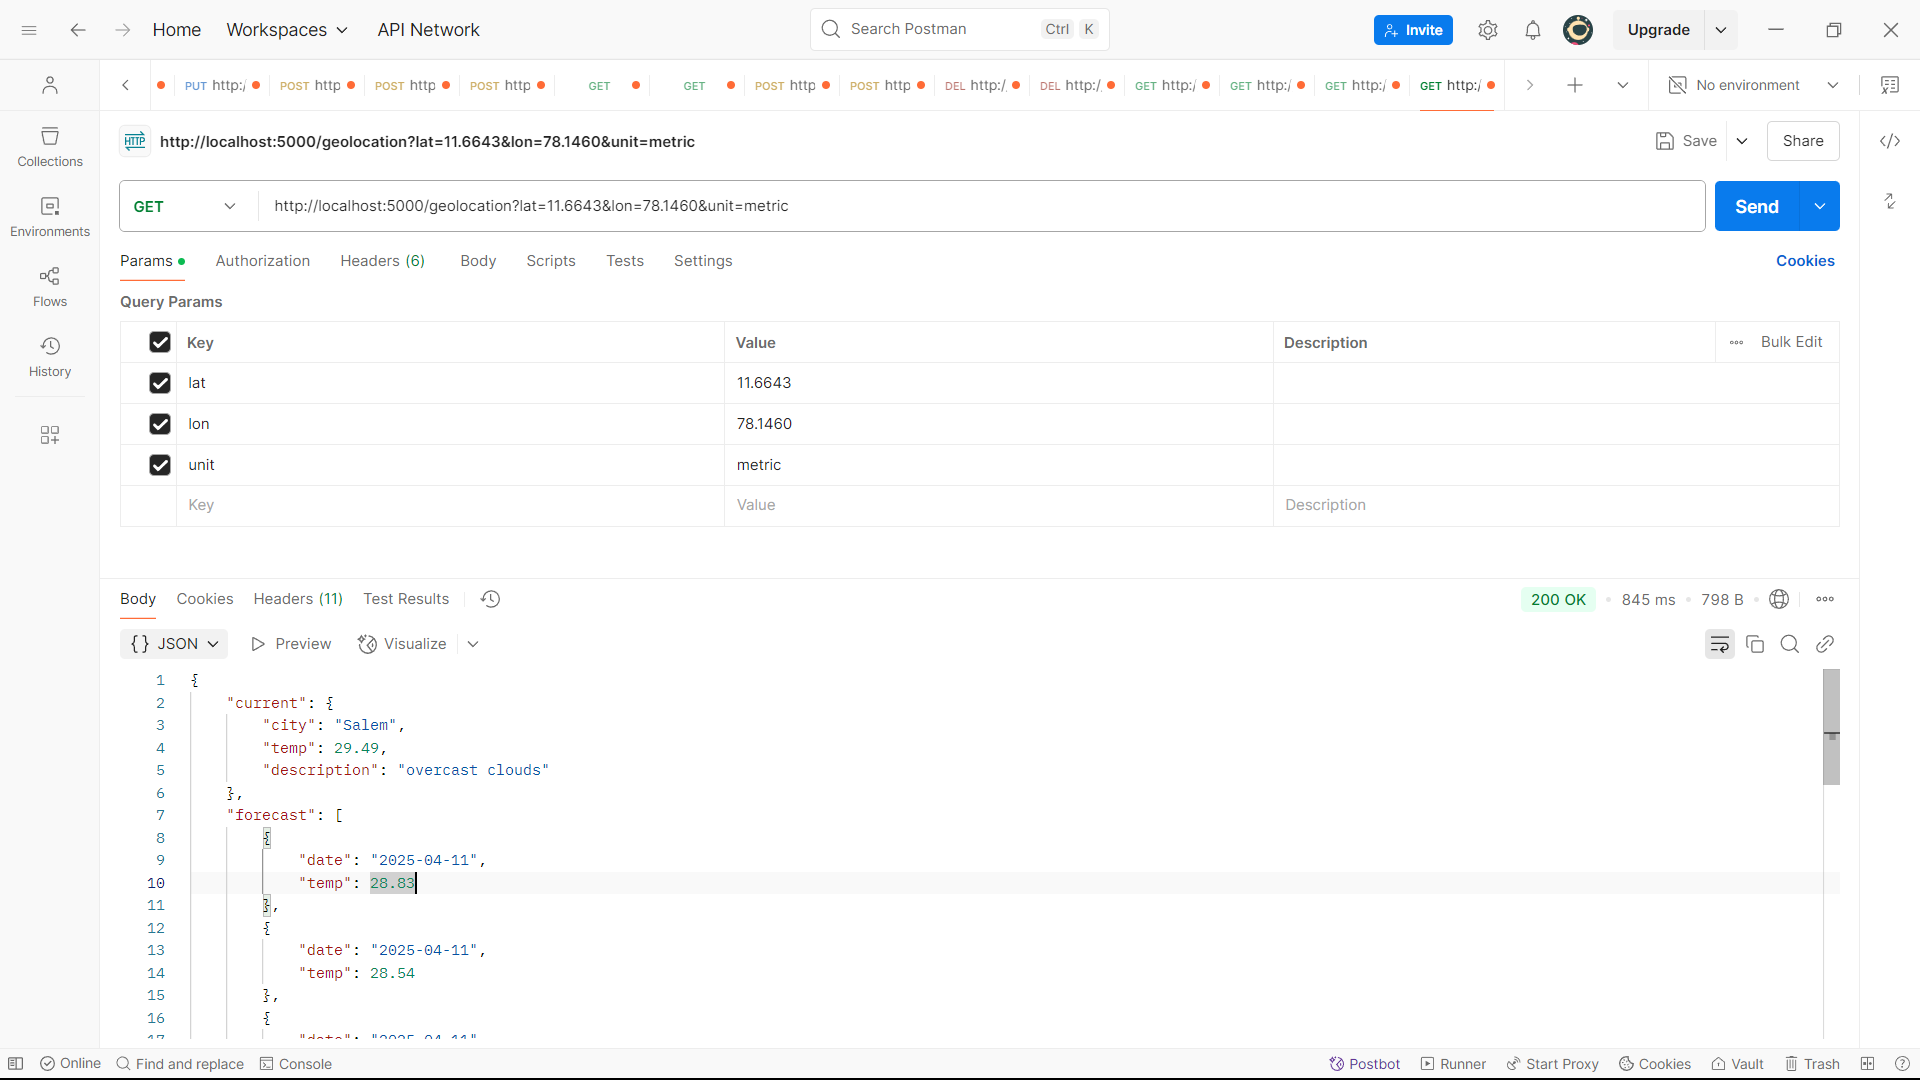 Home Workspaces API Network Search Postman Ctrl K Invite Upgrade
PUT http:/ POST http POST http POST http GET GET POST http POST http DEL http:/ DEL http:/ GET http:/ GET http:/ GET http:/ GET http:/ No environment
HTTP http://localhost:5000/geolocation?lat=11.6643&lon=78.1460&unit=metric Save Share
Collections
Environments
Flows
History
GET http://localhost:5000/geolocation?lat=11.6643&lon=78.1460&unit=metric Send
Params Authorization Headers (6) Body Scripts Tests Settings Cookies
Query Params
Key Value Description Bulk Edit
lat 11.6643
lon 78.1460
unit metric
Key Value Description
Body Cookies Headers (11) Test Results 200 OK 845 ms 798 B
{} JSON Preview Visualize
1 {
2 "current": {
3 "city": "Salem",
4 "temp": 29.49,
5 "description": "overcast clouds"
6 },
7 "forecast": [
8 {
9 "date": "2025-04-11",
10 "temp": 28.83
11 },
12 {
13 "date": "2025-04-11",
14 "temp": 28.54
15 },
16 {
17 "date": "2025-04-11"
Online Find and replace Console Postbot Runner Start Proxy Cookies Vault Trash